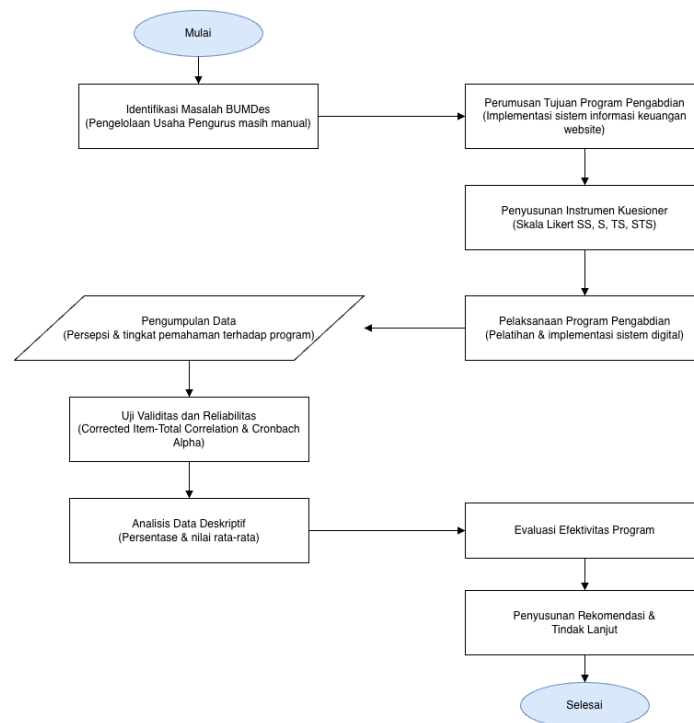 Mulai
Identifikasi Masalah BUMDes
(Pengelolaan Usaha Pengurus masih manual)
Perumusan Tujuan Program Pengabdian
(Implementasi sistem informasi keuangan
website)
Penyusunan Instrumen Kuesioner
(Skala Likert SS, S, TS, STS)
Pelaksanaan Program Pengabdian
(Pelatihan & implementasi sistem digital)
Pengumpulan Data
(Persepsi & tingkat pemahaman terhadap program)
Uji Validitas dan Reliabilitas
(Corrected Item-Total Correlation & Cronbach
Alpha)
Analisis Data Deskriptif
(Persentase & nilai rata-rata)
Evaluasi Efektivitas Program
Penyusunan Rekomendasi &
Tindak Lanjut
Selesai